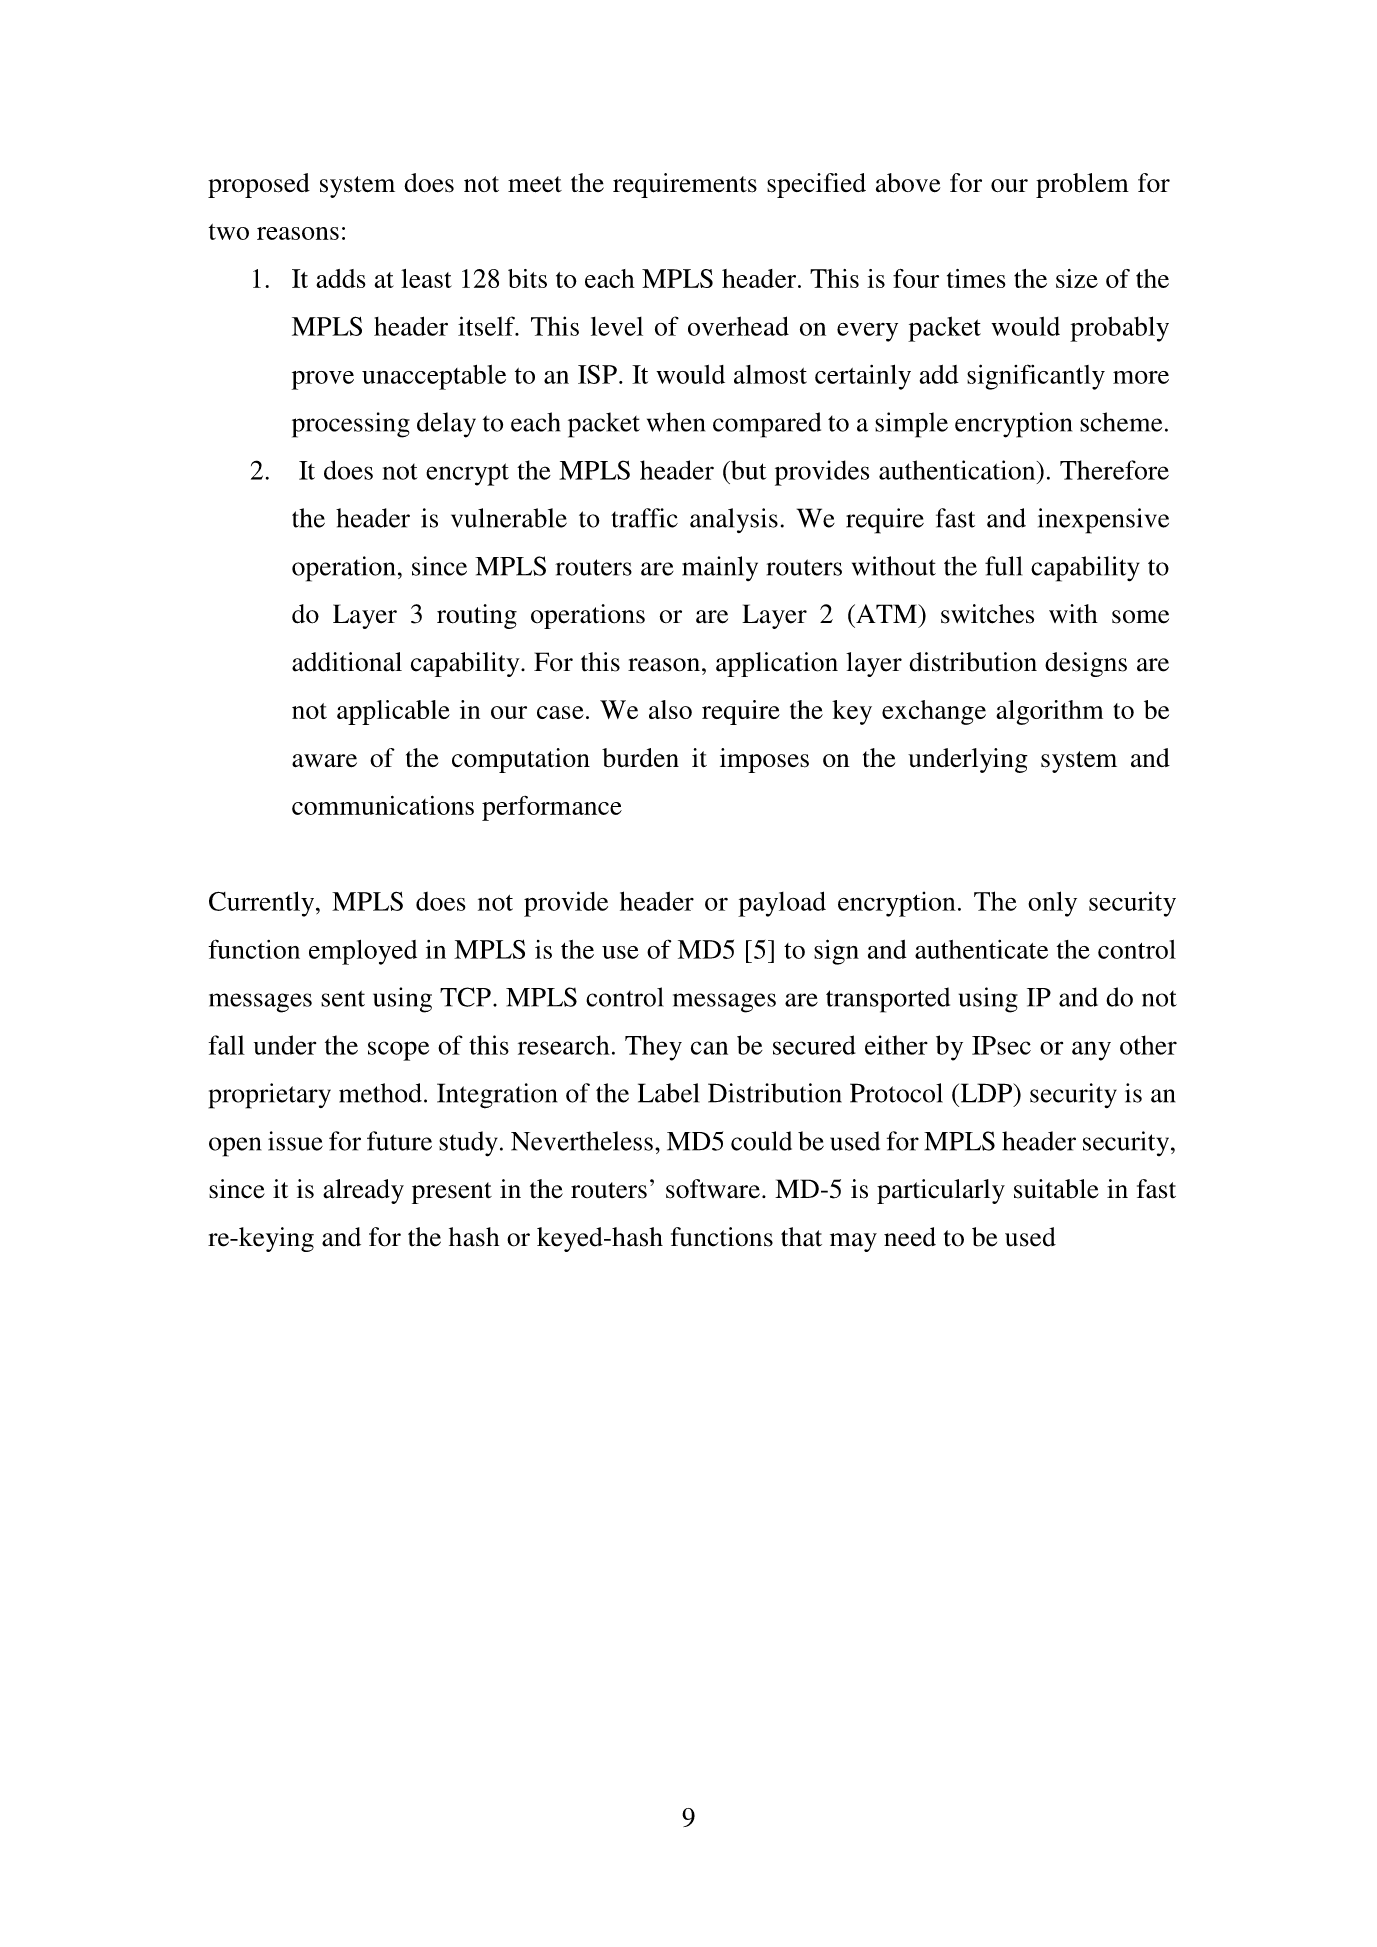 proposed system does not meet the requirements specified above for our problem for
two reasons:
1. It adds at least 128 bits to each MPLS header. This is four times the size of the
MPLS header itself. This level of overhead on every packet would probably
prove unacceptable to an ISP. It would almost certainly add significantly more
processing delay to each packet when compared to a simple encryption scheme.
2. It does not encrypt the MPLS header (but provides authentication). Therefore
the header is vulnerable to traffic analysis. We require fast and inexpensive
operation, since MPLS routers are mainly routers without the full capability to
do Layer 3 routing operations or are Layer 2 (ATM) switches with some
additional capability. For this reason, application layer distribution designs are
not applicable in our case. We also require the key exchange algorithm to be
aware of the computation burden it imposes on the underlying system and
communications performance
Currently, MPLS does not provide header or payload encryption. The only security
function employed in MPLS is the use of MD5 [5] to sign and authenticate the control
messages sent using TCP. MPLS control messages are transported using IP and do not
fall under the scope of this research. They can be secured either by IPsec or any other
proprietary method. Integration of the Label Distribution Protocol (LDP) security is an
open issue for future study. Nevertheless, MD5 could be used for MPLS header security,
since it is already present in the routers’ software. MD-5 is particularly suitable in fast
re-keying and for the hash or keyed-hash functions that may need to be used
9